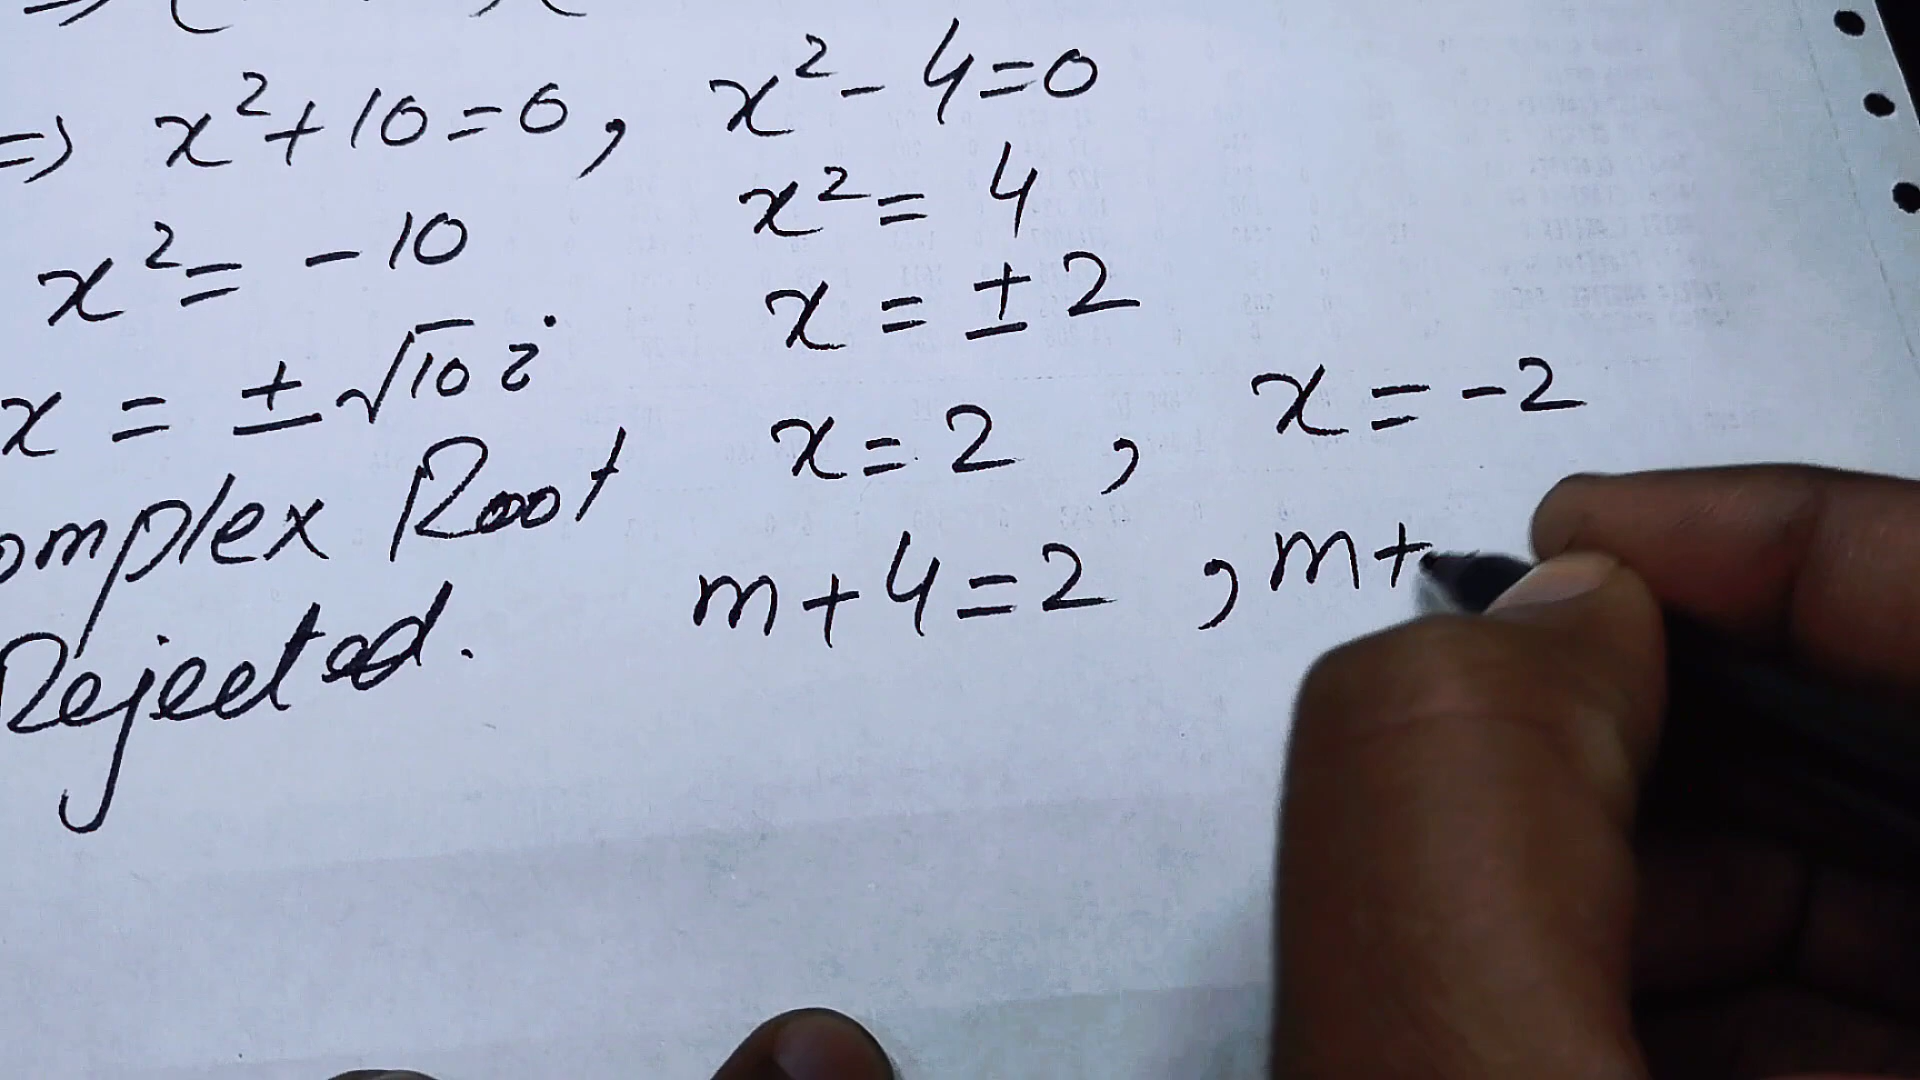 => x²+10=0, x²-4=0
x²= -10 x²= 4
x = ±√10 i x = ±2
omplex Root x=2 , x=-2
Rejected. m+4=2 , m+